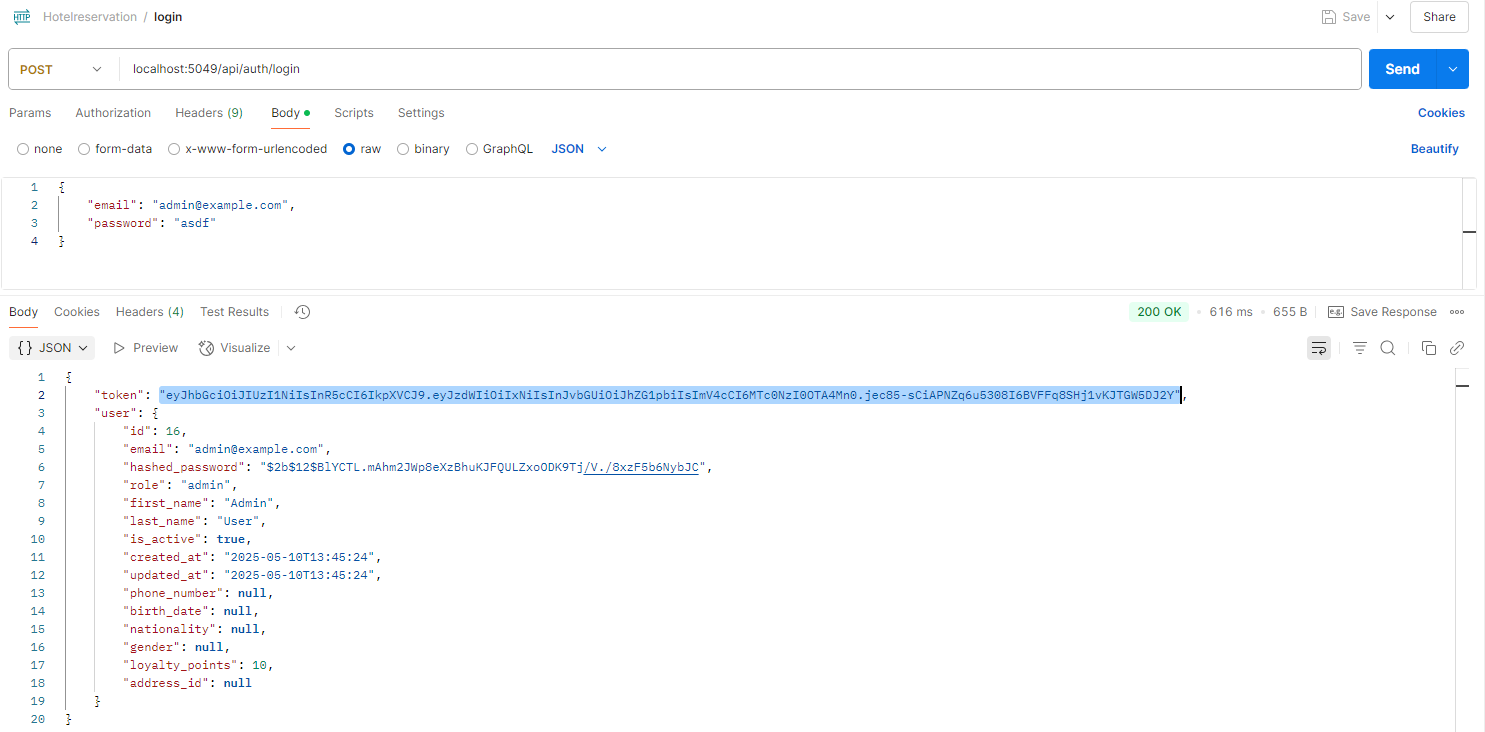 HTTP Hotelreservation / login Save Share
POST localhost:5049/api/auth/login Send
Params Authorization Headers (9) Body Scripts Settings Cookies
none form-data x-www-form-urlencoded raw binary GraphQL JSON Beautify
1 {
2 "email": "admin@example.com",
3 "password": "asdf"
4 }
Body Cookies Headers (4) Test Results 200 OK 616 ms 655 B e.g. Save Response
{} JSON Preview Visualize
1 {
2 "token": "eyJhbGciOiJIUzI1NiIsInR5cCI6IkpXVCJ9.eyJzdWIiOiIxNiIsInJvbGUiOiJhZG1pbiIsImV4cCI6MTc0NzI0OTA4Mn0.jec85-sCiAPNZq6u5308I6BVFFq8SHj1vKJTGW5DJ2Y",
3 "user": {
4 "id": 16,
5 "email": "admin@example.com",
6 "hashed_password": "$2b$12$BlYCTL.mAhm2JWp8eXzBhuKJFQULZxoODK9Tj/V./8xzF5b6NybJC",
7 "role": "admin",
8 "first_name": "Admin",
9 "last_name": "User",
10 "is_active": true,
11 "created_at": "2025-05-10T13:45:24",
12 "updated_at": "2025-05-10T13:45:24",
13 "phone_number": null,
14 "birth_date": null,
15 "nationality": null,
16 "gender": null,
17 "loyalty_points": 10,
18 "address_id": null
19 }
20 }